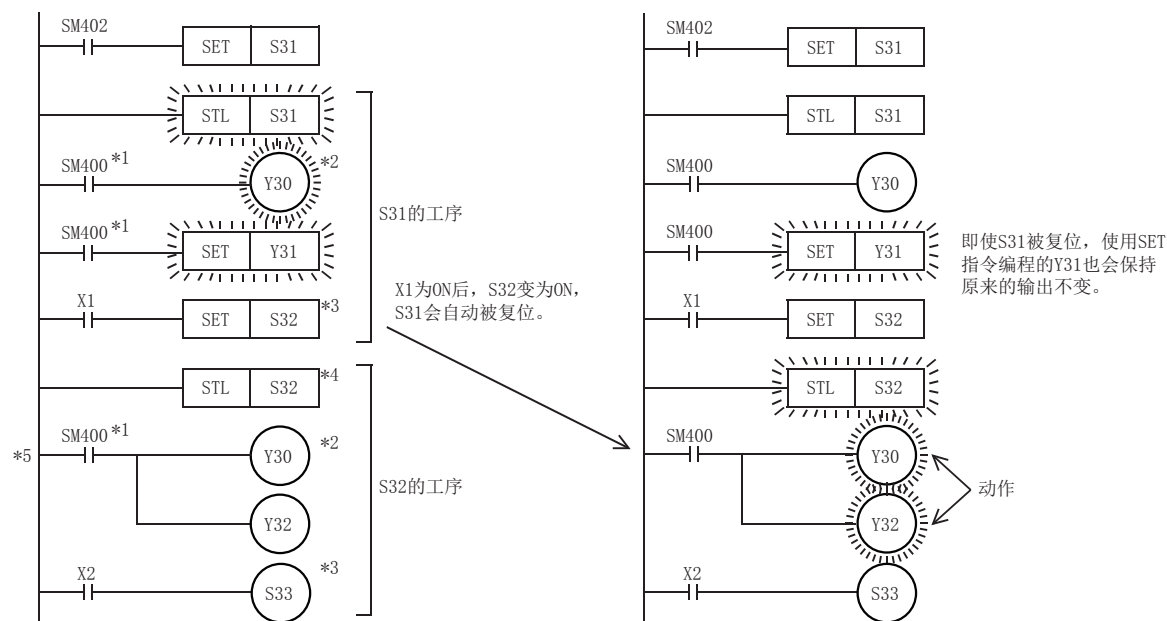 SM402
SET S31
STL S31
SM400 *1
Y30 *2
SM400 *1
SET Y31
X1
SET S32 *3
S31的工序
STL S32 *4
*5 SM400 *1
Y30 *2
Y32
X2
S33 *3
S32的工序
X1为ON后，S32变为ON，
S31会自动被复位。
SM402
SET S31
STL S31
SM400
Y30
SM400
SET Y31
即使S31被复位，使用SET
指令编程的Y31也会保持
原来的输出不变。
X1
SET S32
STL S32
SM400
Y30
Y32
动作
X2
S33